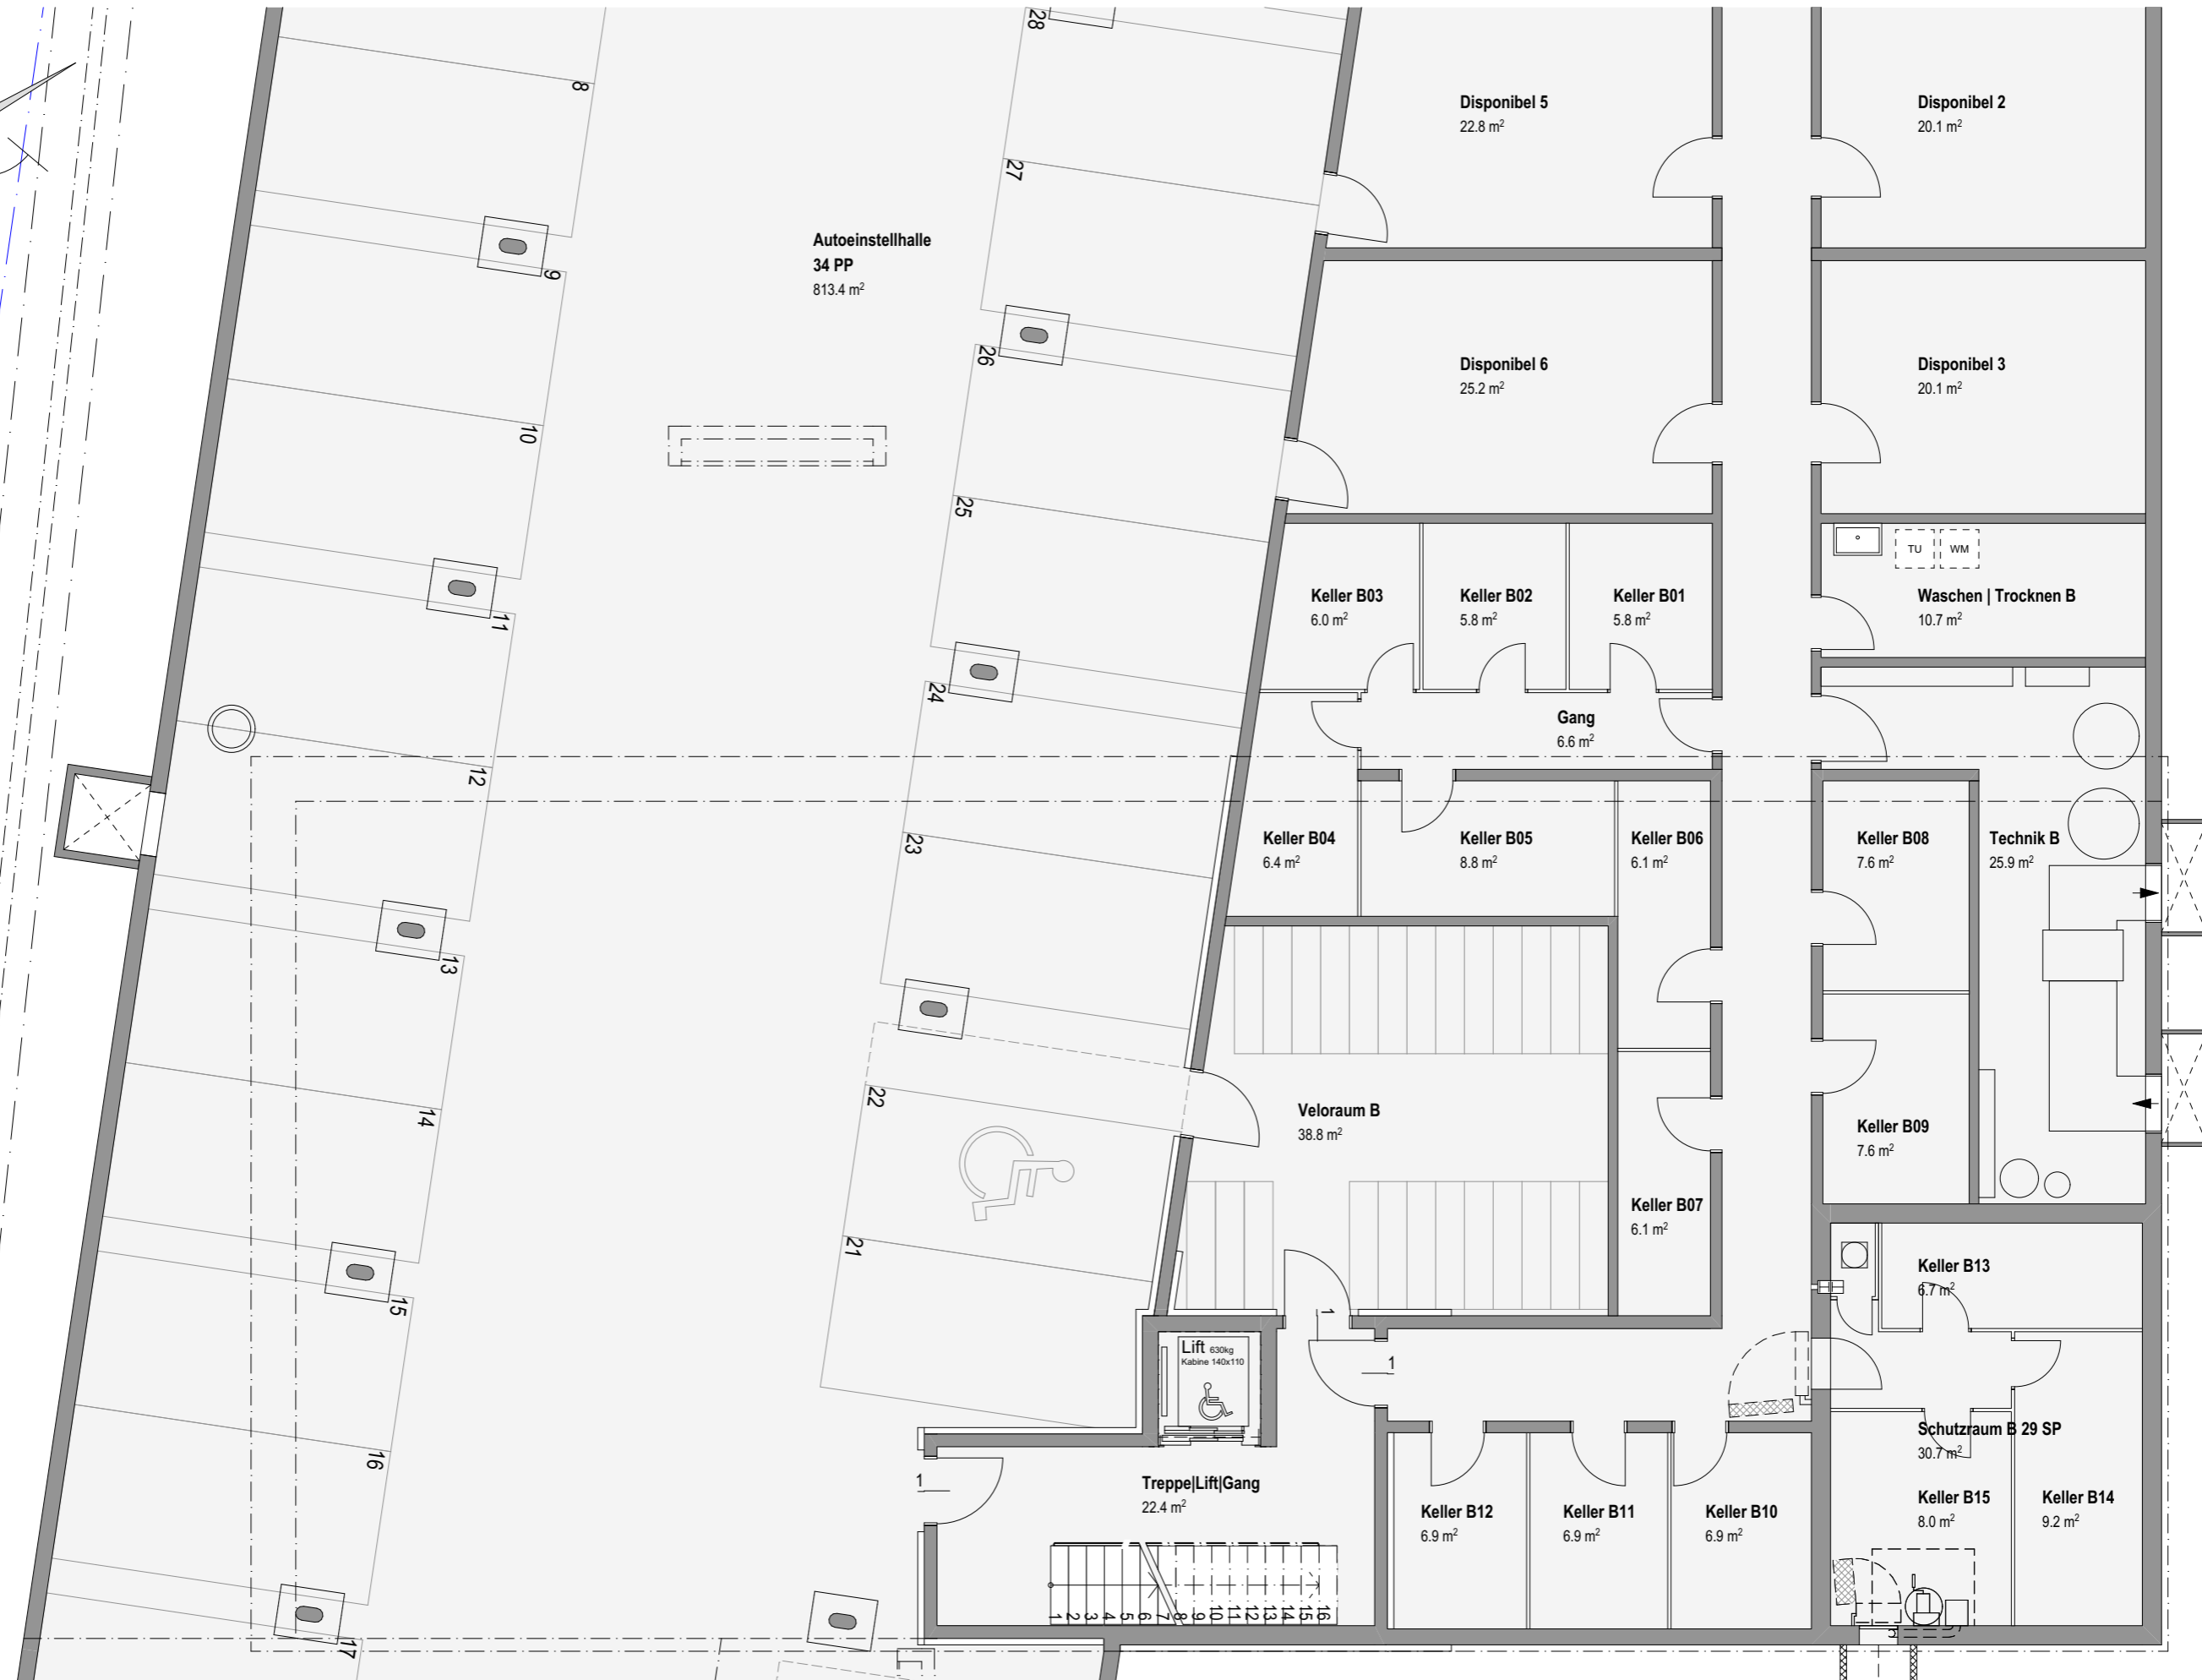 28
8
Disponibel 5
22.8 m²
Disponibel 2
20.1 m²
27
Autoeinstellhalle
34 PP
813.4 m²
9
26
Disponibel 6
25.2 m²
Disponibel 3
20.1 m²
10
25
TU
WM
Keller B03
6.0 m²
Keller B02
5.8 m²
Keller B01
5.8 m²
Waschen | Trocknen B
10.7 m²
11
24
Gang
6.6 m²
12
23
Keller B04
6.4 m²
Keller B05
8.8 m²
Keller B06
6.1 m²
Keller B08
7.6 m²
Technik B
25.9 m²
13
22
14
Veloraum B
38.8 m²
Keller B09
7.6 m²
Keller B07
6.1 m²
21
Keller B13
6.7 m²
15
1
Lift 630kg
Kabine 140x110
1
Schutzraum B 29 SP
30.7 m²
16
1
Treppe|Lift|Gang
22.4 m²
Keller B12
6.9 m²
Keller B11
6.9 m²
Keller B10
6.9 m²
Keller B15
8.0 m²
Keller B14
9.2 m²
1 2 3 4 5 6 7 8 9 10 11 12 13 14 15 16
17